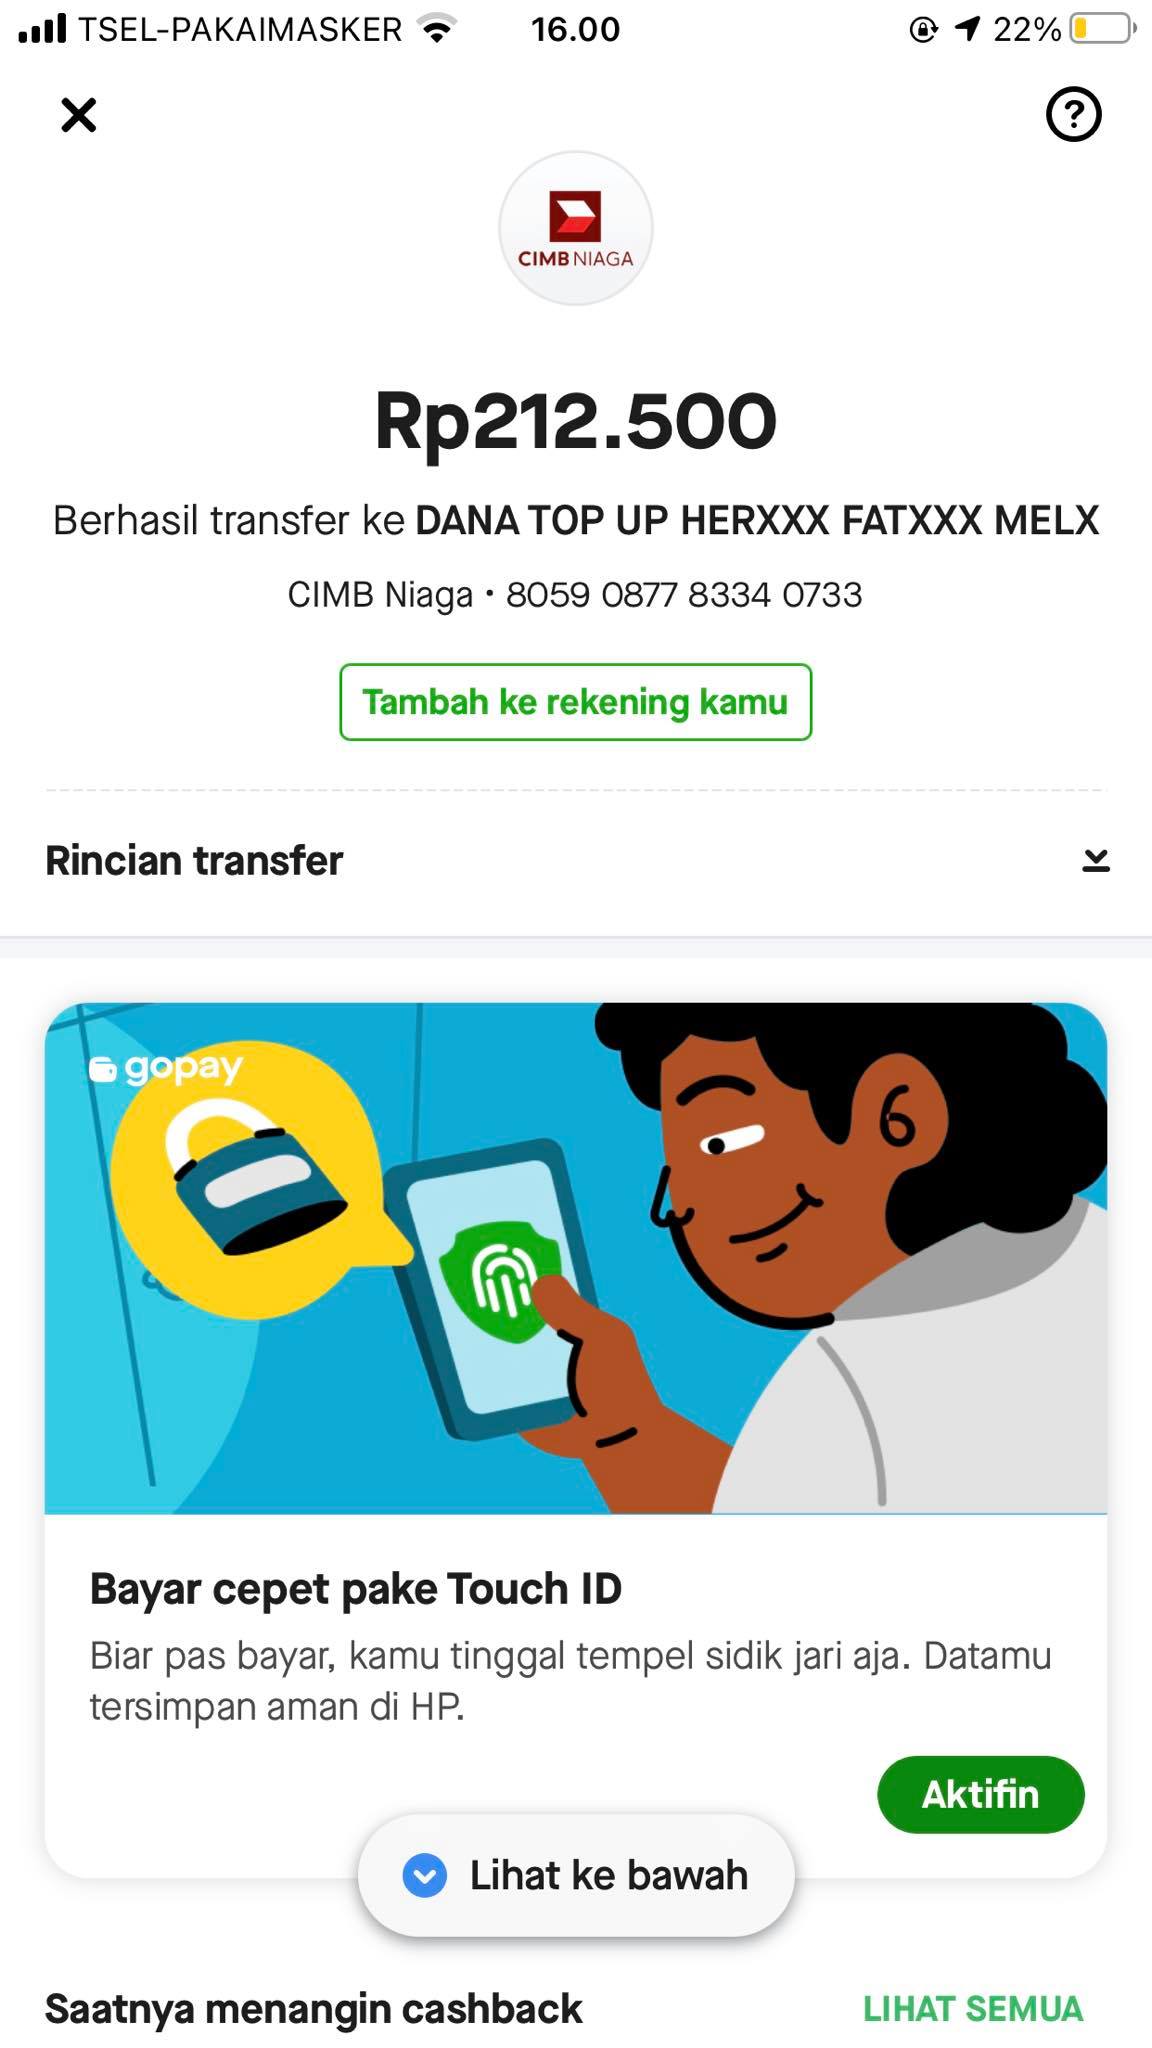 TSEL-PAKAIMASKER 16.00 22%
CIMB NIAGA
Rp212.500
Berhasil transfer ke DANA TOP UP HERXXX FATXXX MELX
CIMB Niaga • 8059 0877 8334 0733
Tambah ke rekening kamu
Rincian transfer
gopay
Bayar cepet pake Touch ID
Biar pas bayar, kamu tinggal tempel sidik jari aja. Datamu
tersimpan aman di HP.
Aktifin
Lihat ke bawah
Saatnya menangin cashback LIHAT SEMUA